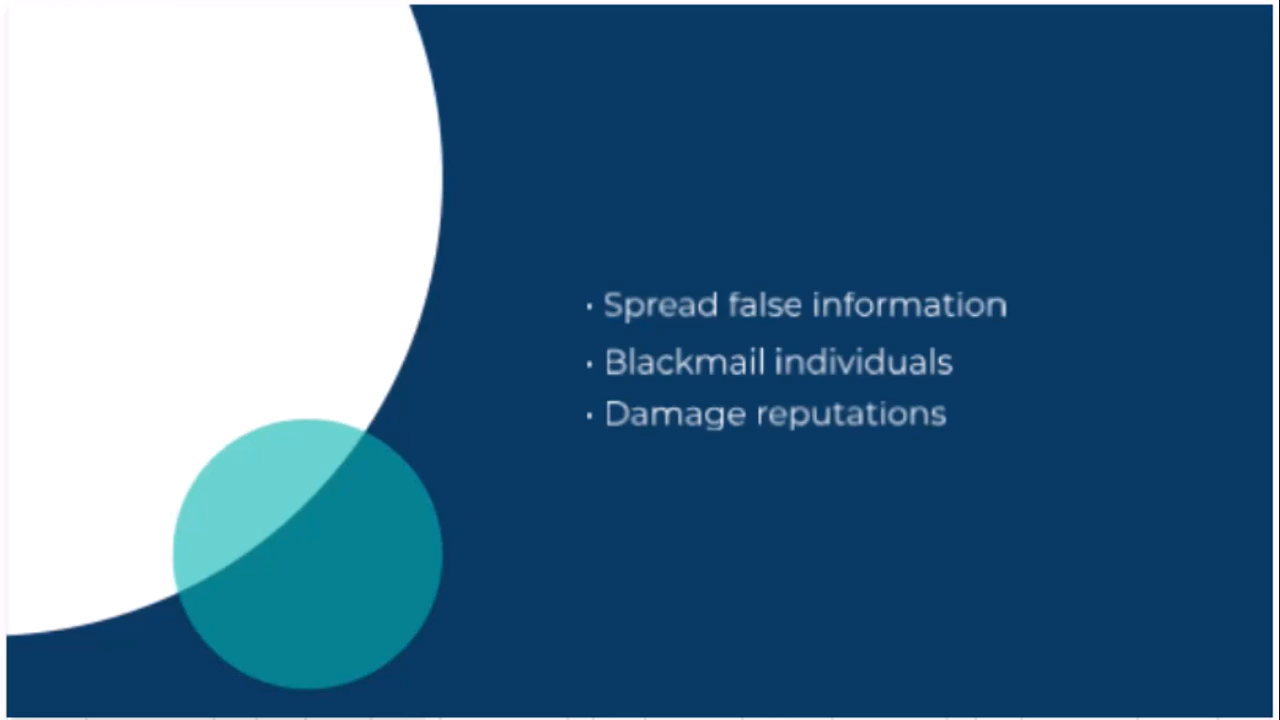 · Spread false information
· Blackmail individuals
· Damage reputations